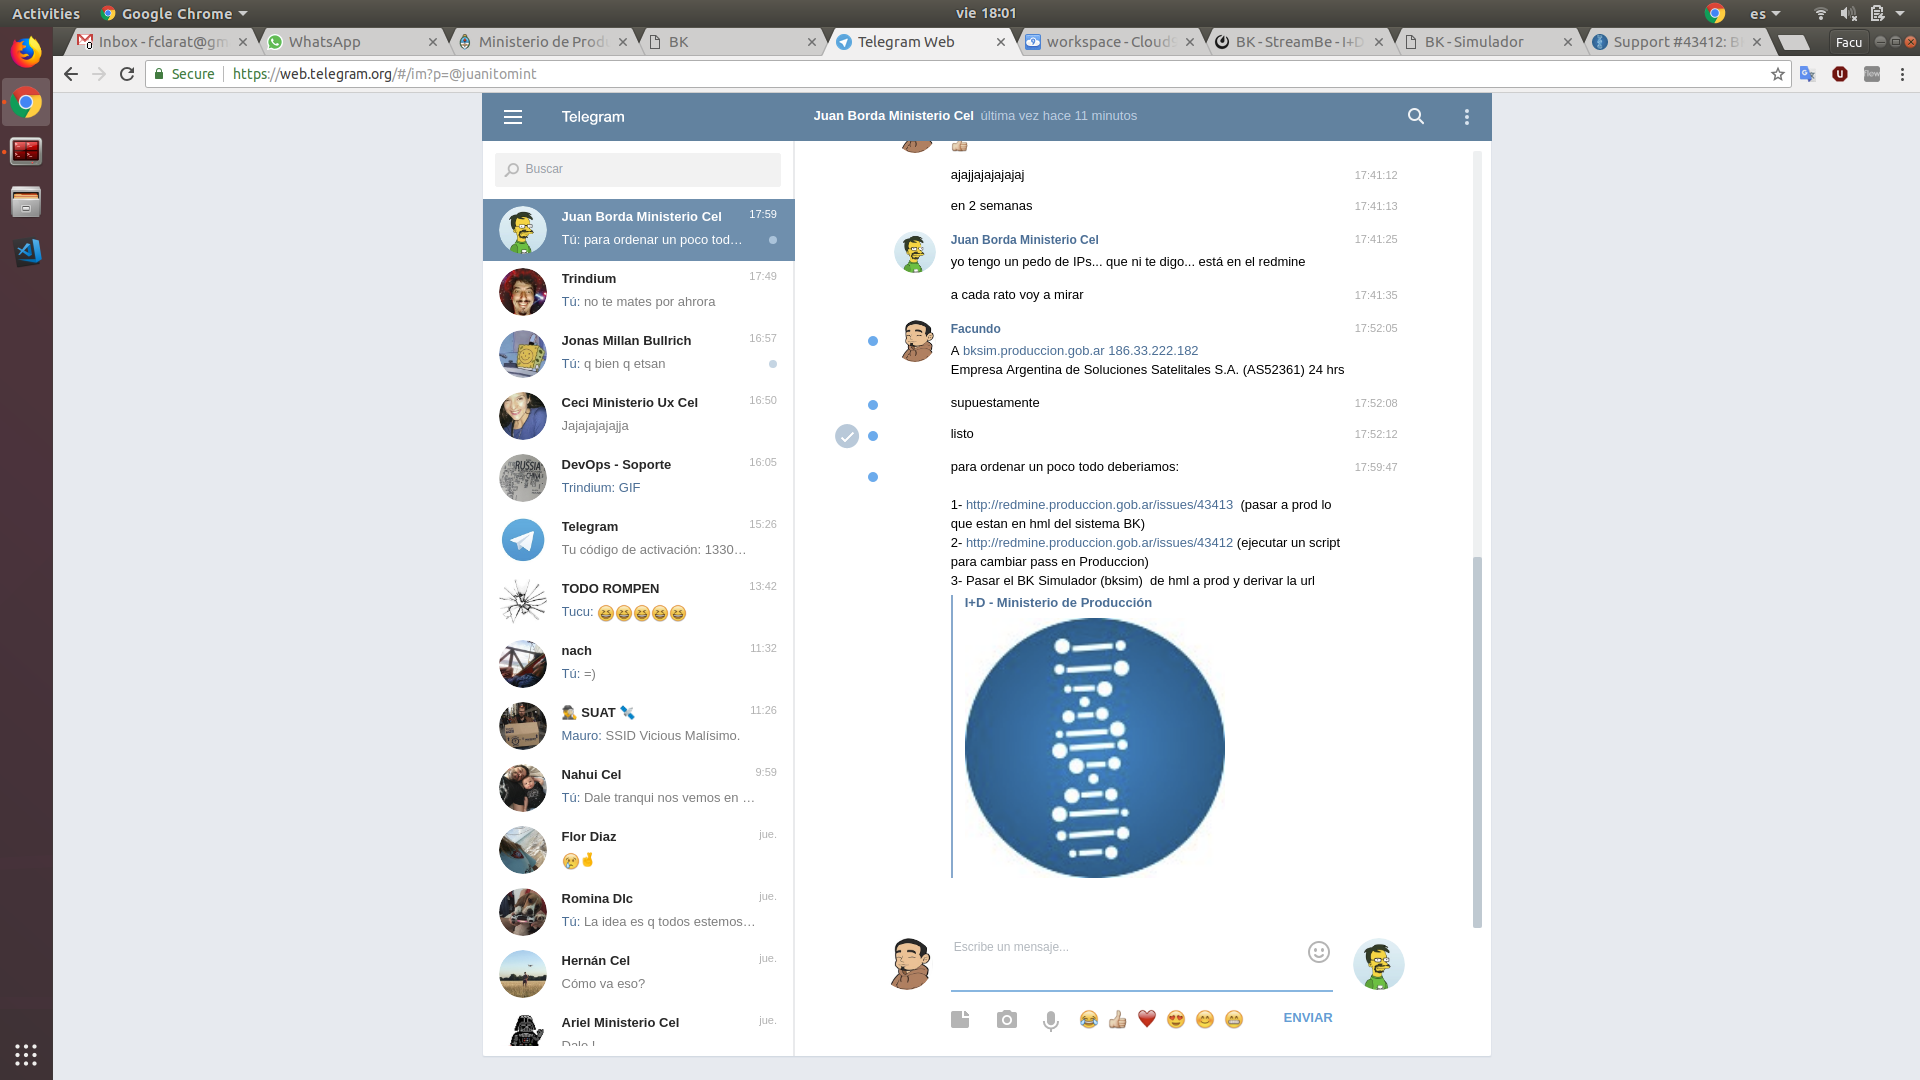 Activities
Google Chrome
vie 18:01
es
Inbox - fclarat@gm
WhatsApp
Ministerio de Produ
BK
Telegram Web
workspace - Cloud9
BK - StreamBe - I+D
BK - Simulador
Support #43412: B
Facu
Secure
https://web.telegram.org/#/im?p=@juanitomint
Telegram
Juan Borda Ministerio Cel última vez hace 11 minutos
Buscar
Juan Borda Ministerio Cel 17:59
Tú: para ordenar un poco tod…
Trindium 17:49
Tú: no te mates por ahrora
Jonas Millan Bullrich 16:57
Tú: q bien q etsan
Ceci Ministerio Ux Cel 16:50
Jajajajajajja
DevOps - Soporte 16:05
Trindium: GIF
Telegram 15:26
Tu código de activación: 1330…
TODO ROMPEN 13:42
Tucu: 😆😆😆😆😆
nach 11:32
Tú: =)
SUAT 11:26
Mauro: SSID Vicious Malísimo.
Nahui Cel 9:59
Tú: Dale tranqui nos vemos en …
Flor Diaz jue.
Romina Dlc jue.
Tú: La idea es q todos estemos…
Hernán Cel jue.
Cómo va eso?
Ariel Ministerio Cel jue.
Dale !
ajajjajajajajaj 17:41:12
en 2 semanas 17:41:13
Juan Borda Ministerio Cel 17:41:25
yo tengo un pedo de IPs... que ni te digo... está en el redmine
a cada rato voy a mirar 17:41:35
Facundo 17:52:05
A bksim.produccion.gob.ar 186.33.222.182
Empresa Argentina de Soluciones Satelitales S.A. (AS52361) 24 hrs
supuestamente 17:52:08
listo 17:52:12
para ordenar un poco todo deberiamos: 17:59:47
1- http://redmine.produccion.gob.ar/issues/43413 (pasar a prod lo
que estan en hml del sistema BK)
2- http://redmine.produccion.gob.ar/issues/43412 (ejecutar un script
para cambiar pass en Produccion)
3- Pasar el BK Simulador (bksim) de hml a prod y derivar la url
I+D - Ministerio de Producción
Escribe un mensaje...
ENVIAR